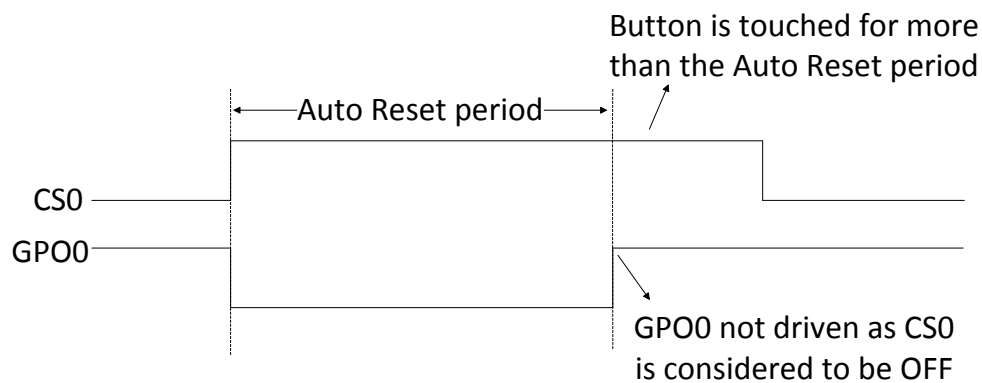 Button is touched for more
than the Auto Reset period
Auto Reset period
CS0
GPO0
GPO0 not driven as CS0
is considered to be OFF